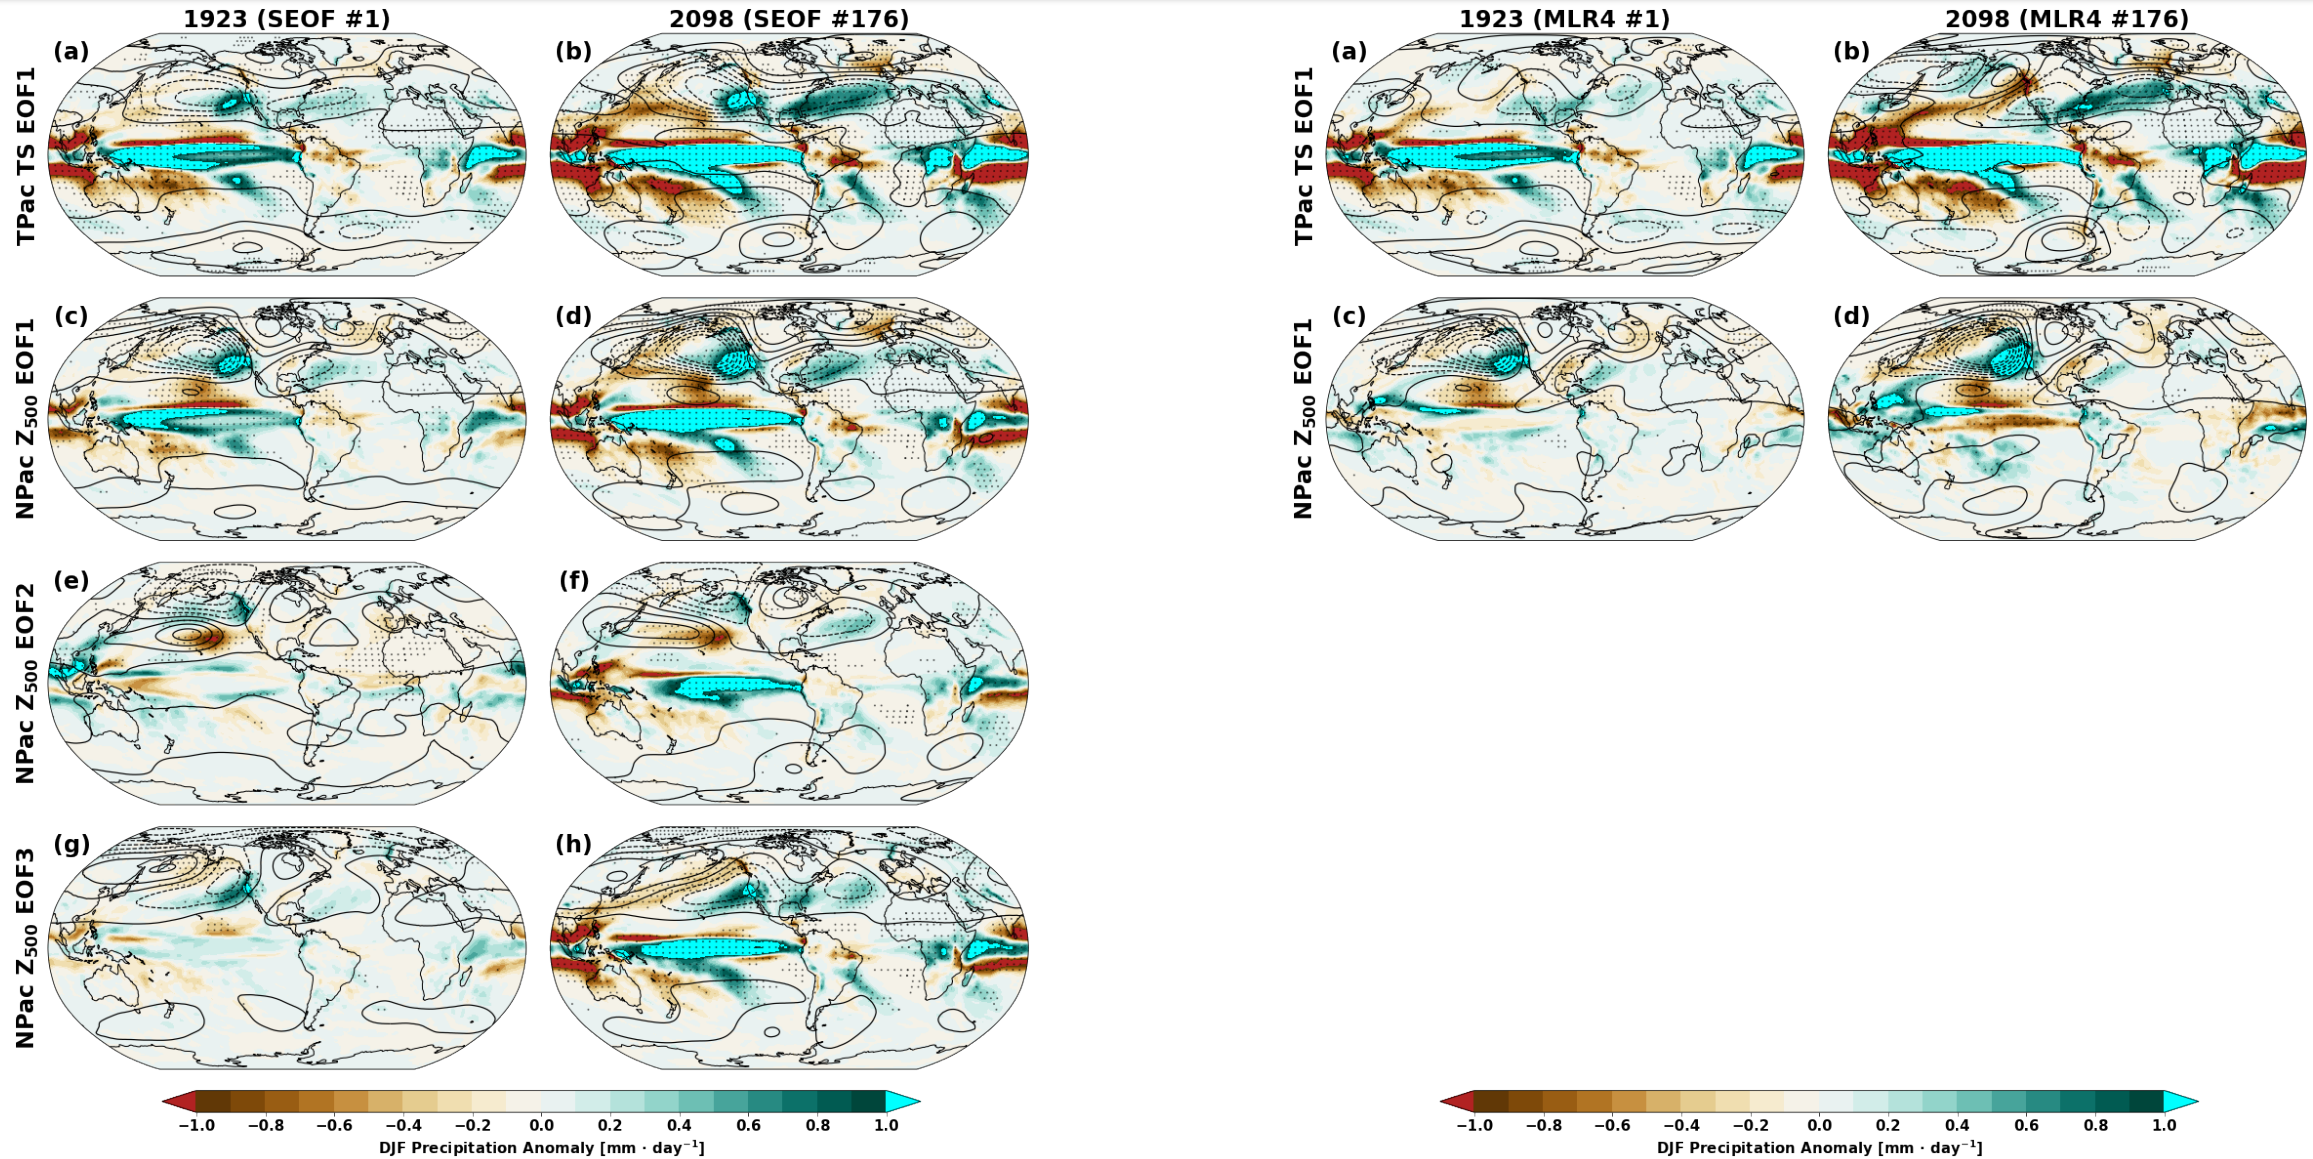 1923 (SEOF #1)
2098 (SEOF #176)
1923 (MLR4 #1)
2098 (MLR4 #176)
TPac TS EOF1
(a)
(b)
TPac TS EOF1
(a)
(b)
NPac Z500 EOF1
(c)
(d)
NPac Z500 EOF1
(c)
(d)
NPac Z500 EOF2
(e)
(f)
NPac Z500 EOF3
(g)
(h)
−1.0 −0.8 −0.6 −0.4 −0.2 0.0 0.2 0.4 0.6 0.8 1.0
DJF Precipitation Anomaly [mm · day−1]
−1.0 −0.8 −0.6 −0.4 −0.2 0.0 0.2 0.4 0.6 0.8 1.0
DJF Precipitation Anomaly [mm · day−1]